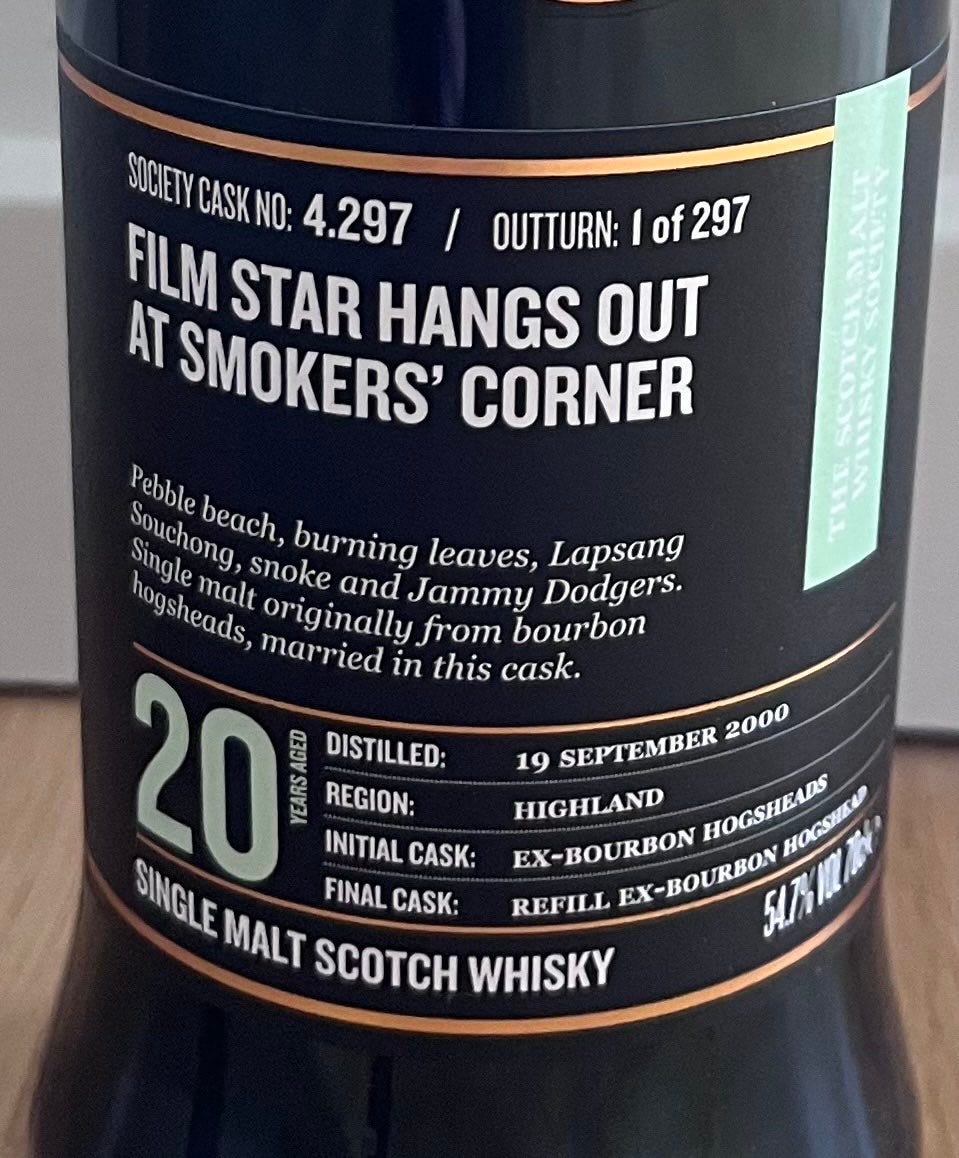 SOCIETY CASK NO: 4.297 / OUTTURN: 1 of 297
FILM STAR HANGS OUT
AT SMOKERS' CORNER
Pebble beach, burning leaves, Lapsang
Souchong, snoke and Jammy Dodgers.
Single malt originally from bourbon
hogsheads, married in this cask.
20
YEARS AGED
DISTILLED: 19 SEPTEMBER 2000
REGION: HIGHLAND
INITIAL CASK: EX-BOURBON HOGSHEADS
FINAL CASK: REFILL EX-BOURBON HOGSHEAD
SINGLE MALT SCOTCH WHISKY
54.7% VOL
THE SCOTCH MALT
WHISKY SOCIETY